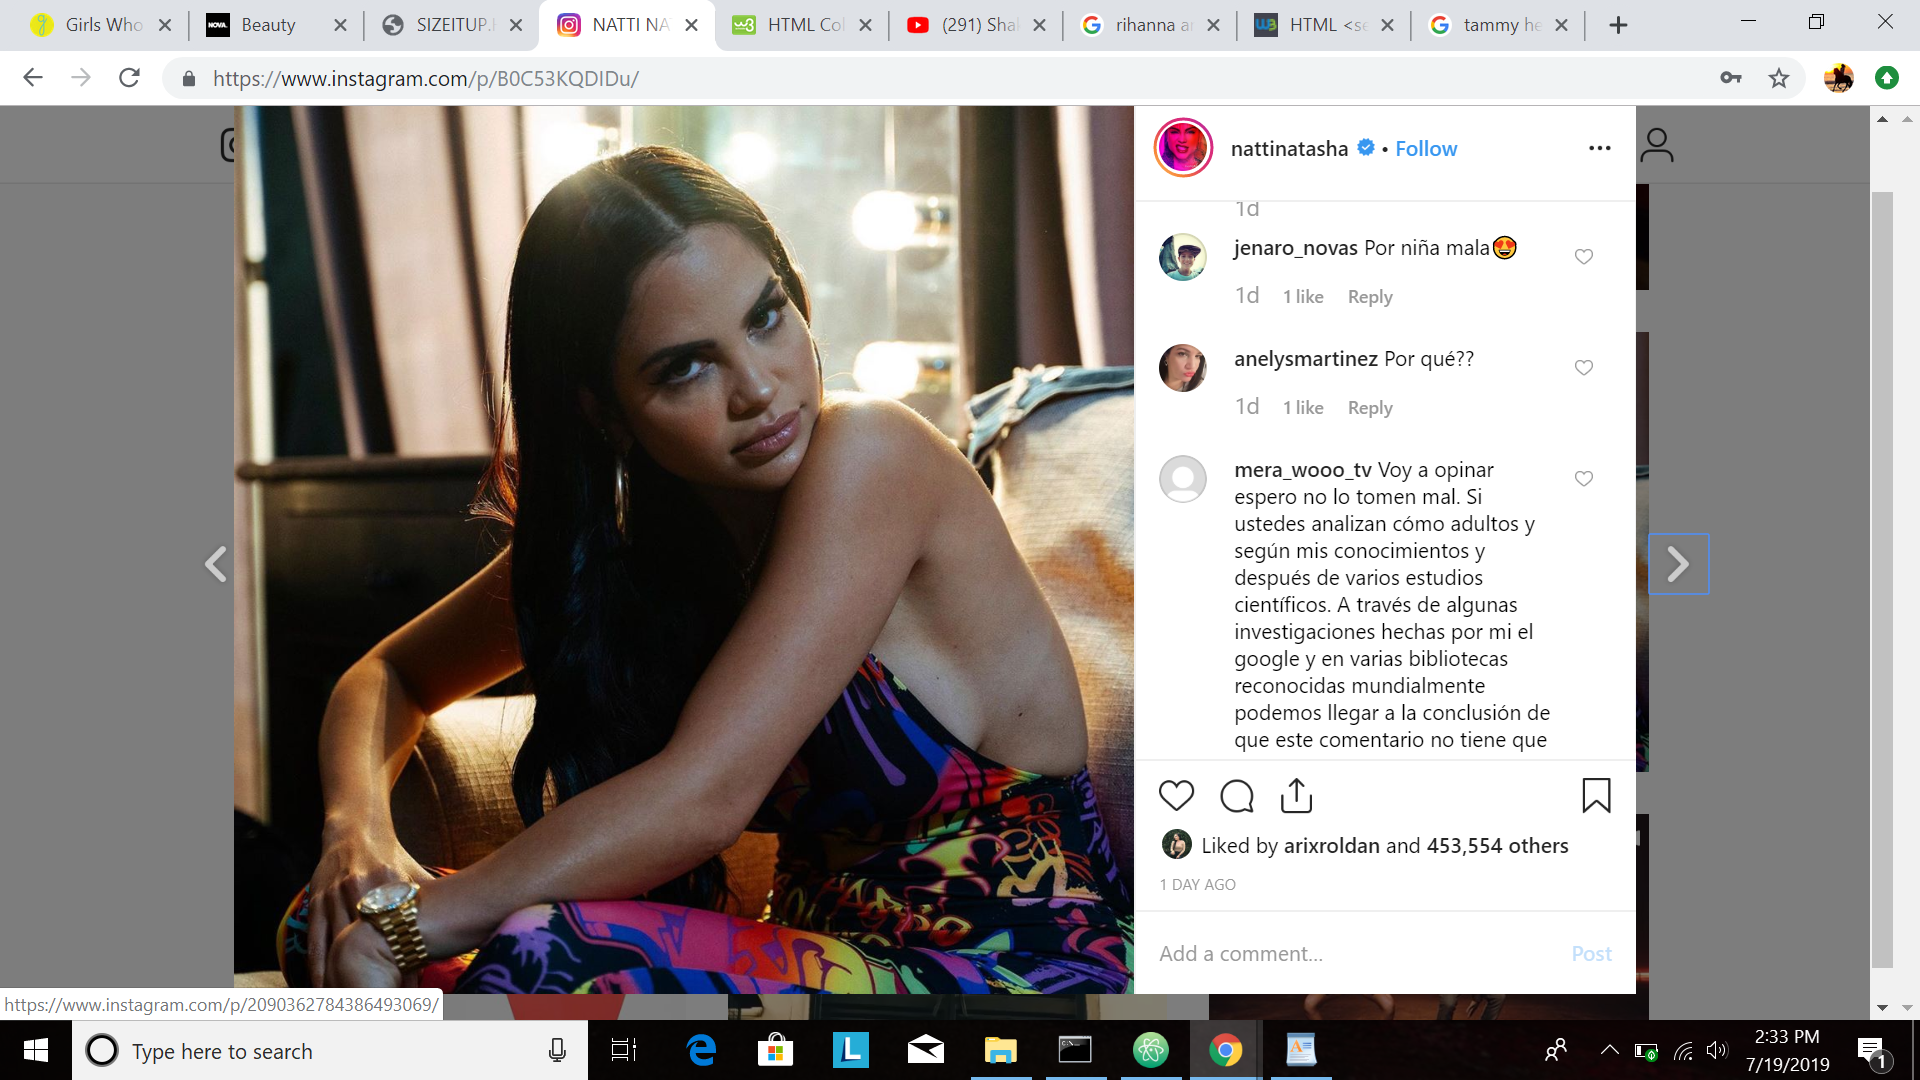 Girls Who
Beauty
SIZEITUP.
NATTI NA
HTML Col
(291) Shal
rihanna a
HTML <se
tammy he
https://www.instagram.com/p/B0C53KQDIDu/
nattinatasha • Follow
1d
jenaro_novas Por niña mala😍
1d 1 like Reply
anelysmartinez Por qué??
1d 1 like Reply
mera_wooo_tv Voy a opinar
espero no lo tomen mal. Si
ustedes analizan cómo adultos y
según mis conocimientos y
después de varios estudios
científicos. A través de algunas
investigaciones hechas por mi el
google y en varias bibliotecas
reconocidas mundialmente
podemos llegar a la conclusión de
que este comentario no tiene que
Liked by arixroldan and 453,554 others
1 DAY AGO
Add a comment... Post
https://www.instagram.com/p/2090362784386493069/
Type here to search
2:33 PM
7/19/2019
1